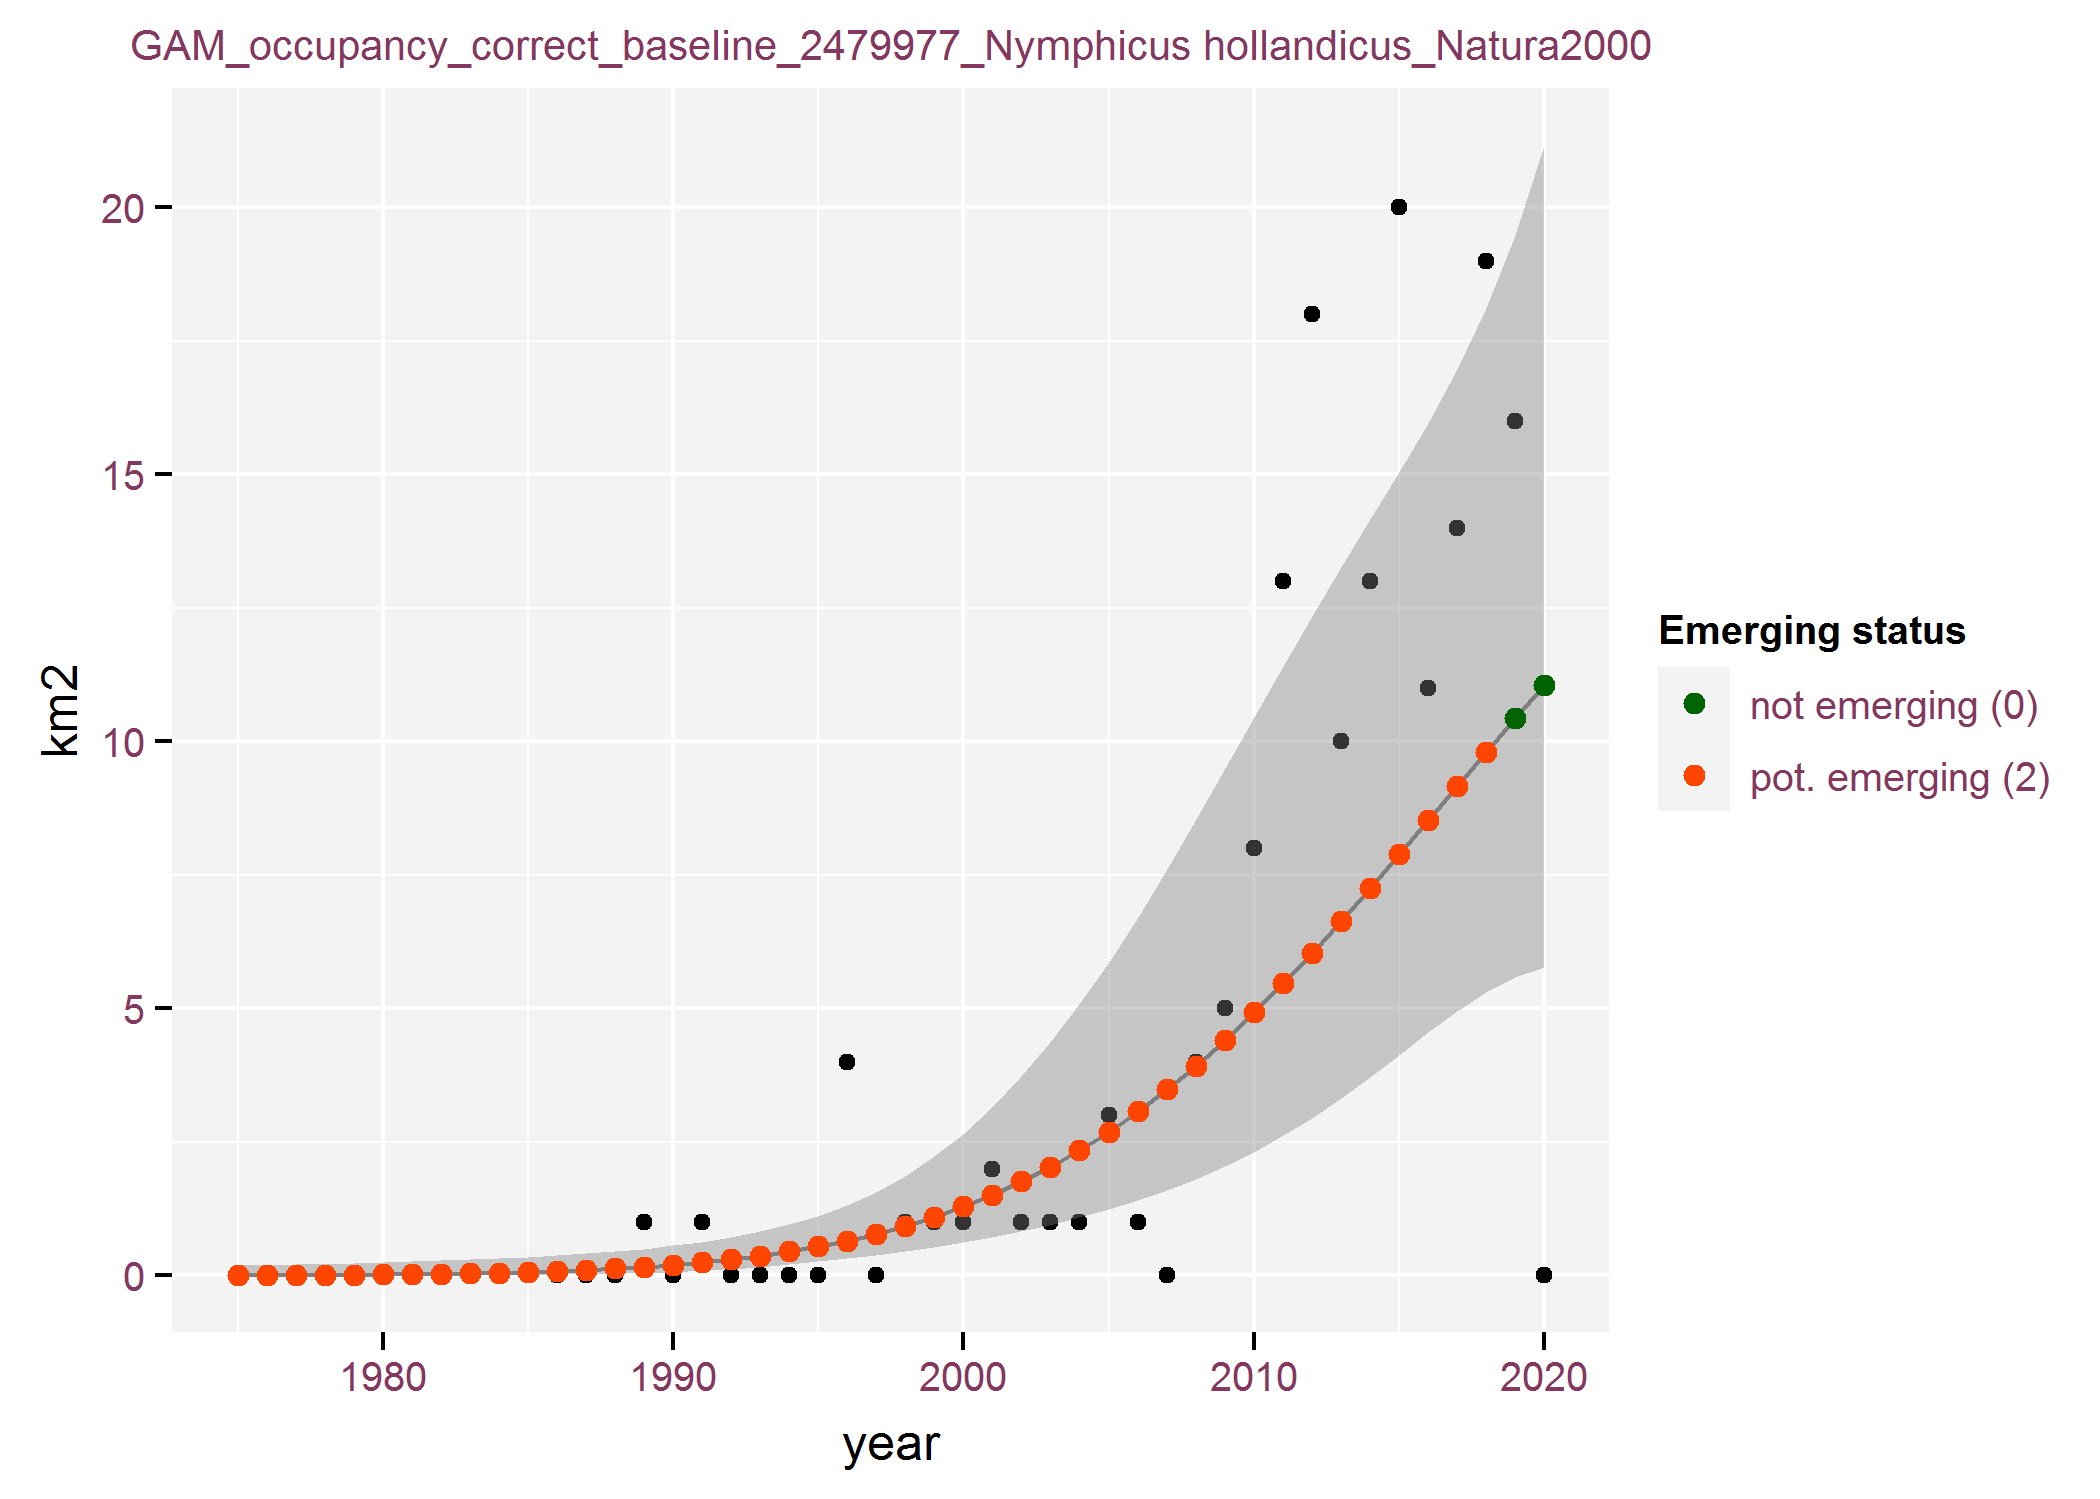 GAM_occupancy_correct_baseline_2479977_Nymphicus hollandicus_Natura2000
20
15
10
5
0
km2
1980
1990
2000
2010
2020
year
Emerging status
not emerging (0)
pot. emerging (2)